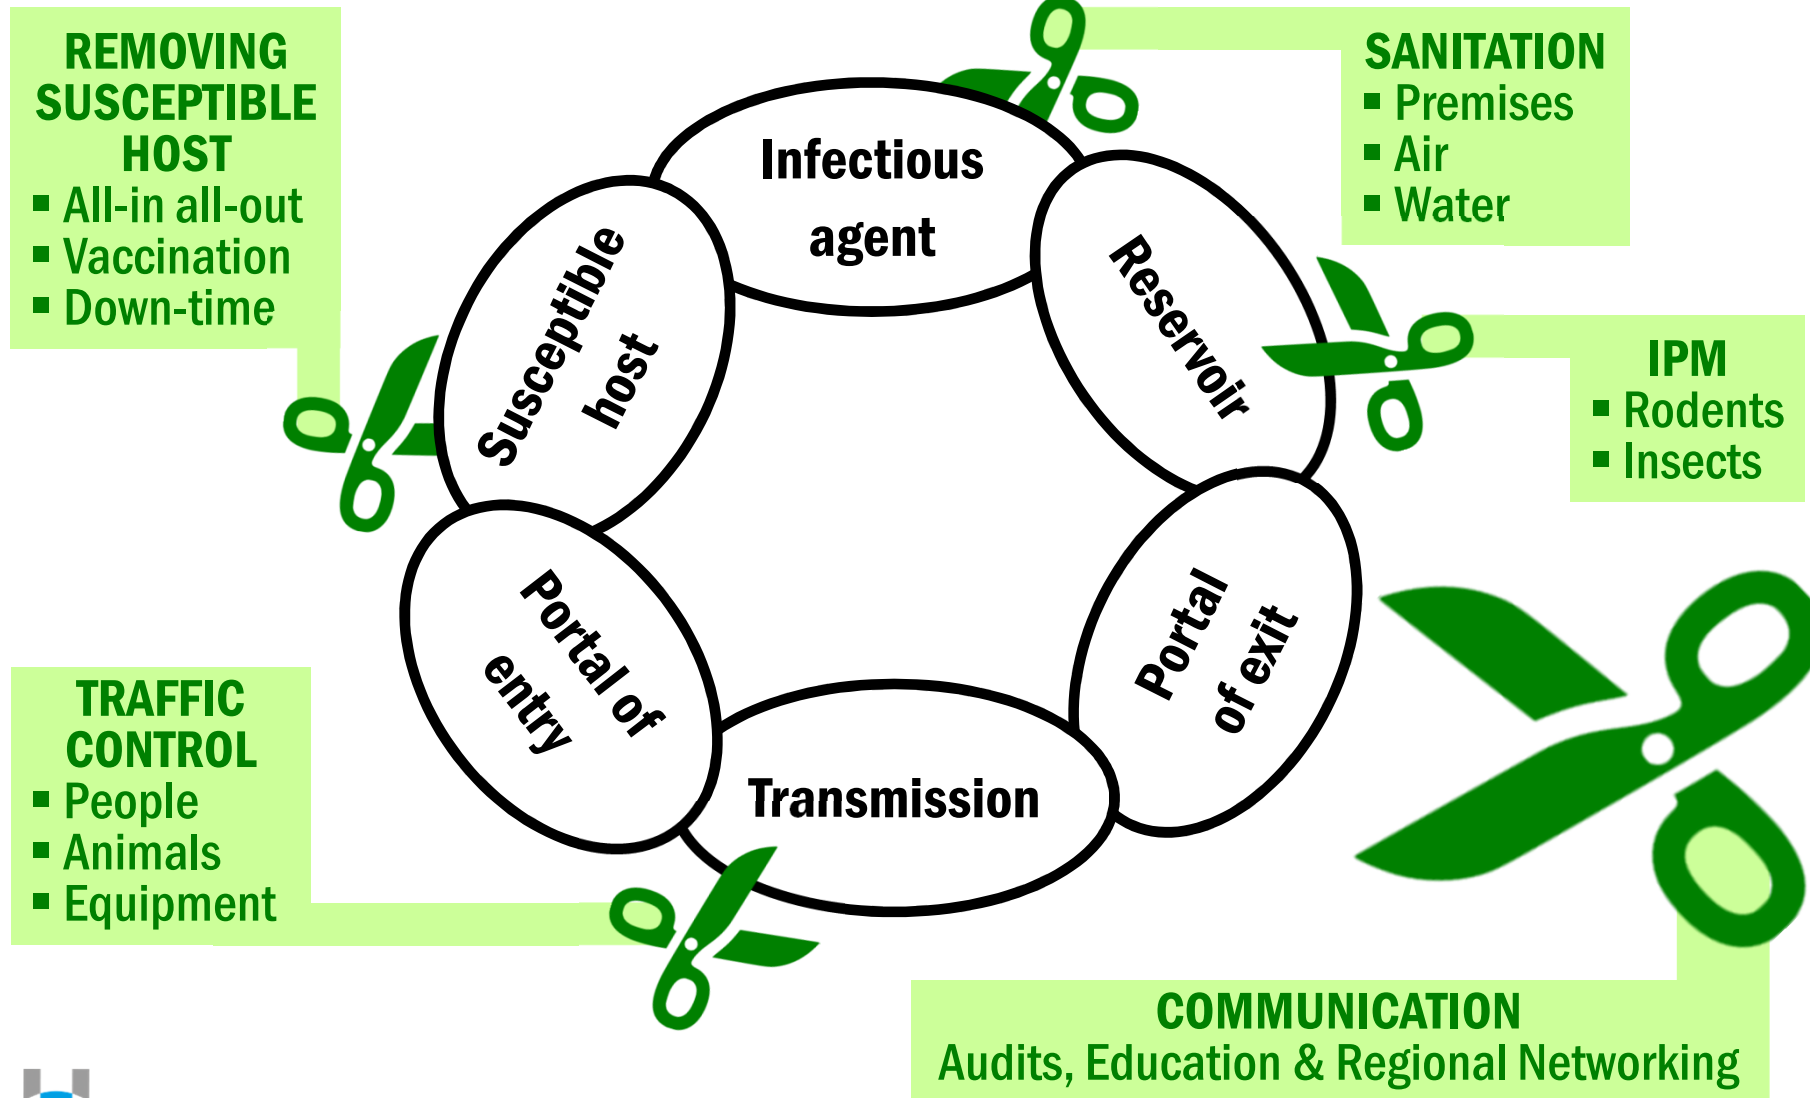 REMOVING
SUSCEPTIBLE
HOST
▪ All-in all-out
▪ Vaccination
▪ Down-time
SANITATION
▪ Premises
▪ Air
▪ Water
Infectious
agent
Reservoir
IPM
▪ Rodents
▪ Insects
Susceptible
host
Portal of
entry
Portal
of exit
Transmission
TRAFFIC
CONTROL
▪ People
▪ Animals
▪ Equipment
COMMUNICATION
Audits, Education & Regional Networking